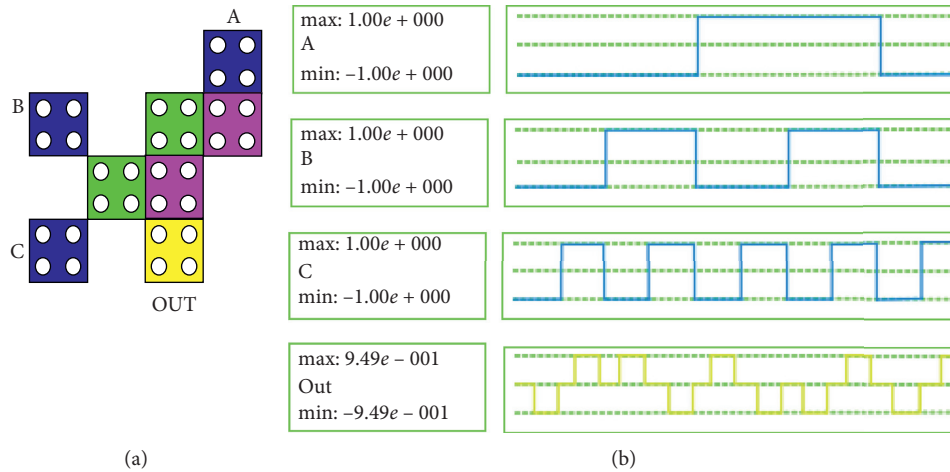 A
B
C
OUT
(a)
max: 1.00e + 000
A
min: –1.00e + 000
max: 1.00e + 000
B
min: –1.00e + 000
max: 1.00e + 000
C
min: –1.00e + 000
max: 9.49e – 001
Out
min: –9.49e – 001
(b)